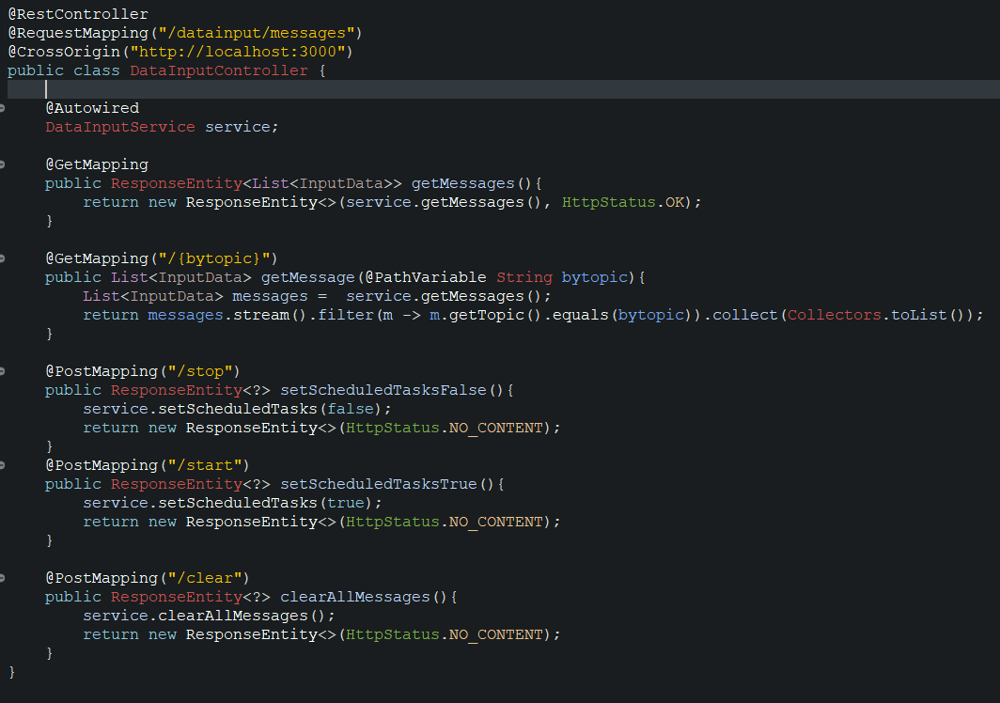 @RestController
@RequestMapping("/datainput/messages")
@CrossOrigin("http://localhost:3000")
public class DataInputController {
@Autowired
DataInputService service;
@GetMapping
public ResponseEntity<List<InputData>> getMessages(){
return new ResponseEntity<>(service.getMessages(), HttpStatus.OK);
}
@GetMapping("/{bytopic}")
public List<InputData> getMessage(@PathVariable String bytopic){
List<InputData> messages =  service.getMessages();
return messages.stream().filter(m -> m.getTopic().equals(bytopic)).collect(Collectors.toList());
}
@PostMapping("/stop")
public ResponseEntity<?> setScheduledTasksFalse(){
service.setScheduledTasks(false);
return new ResponseEntity<>(HttpStatus.NO_CONTENT);
}
@PostMapping("/start")
public ResponseEntity<?> setScheduledTasksTrue(){
service.setScheduledTasks(true);
return new ResponseEntity<>(HttpStatus.NO_CONTENT);
}
@PostMapping("/clear")
public ResponseEntity<?> clearAllMessages(){
service.clearAllMessages();
return new ResponseEntity<>(HttpStatus.NO_CONTENT);
}
}